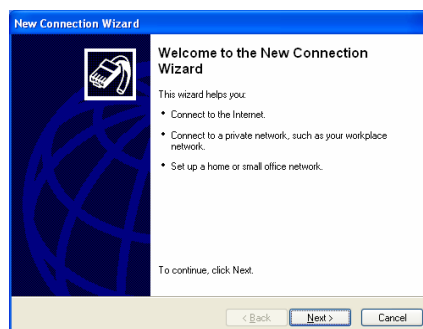 New Connection Wizard
Welcome to the New Connection
Wizard
This wizard helps you:
• Connect to the Internet.
• Connect to a private network, such as your workplace
network.
• Set up a home or small office network.
To continue, click Next.
< Back
Next >
Cancel